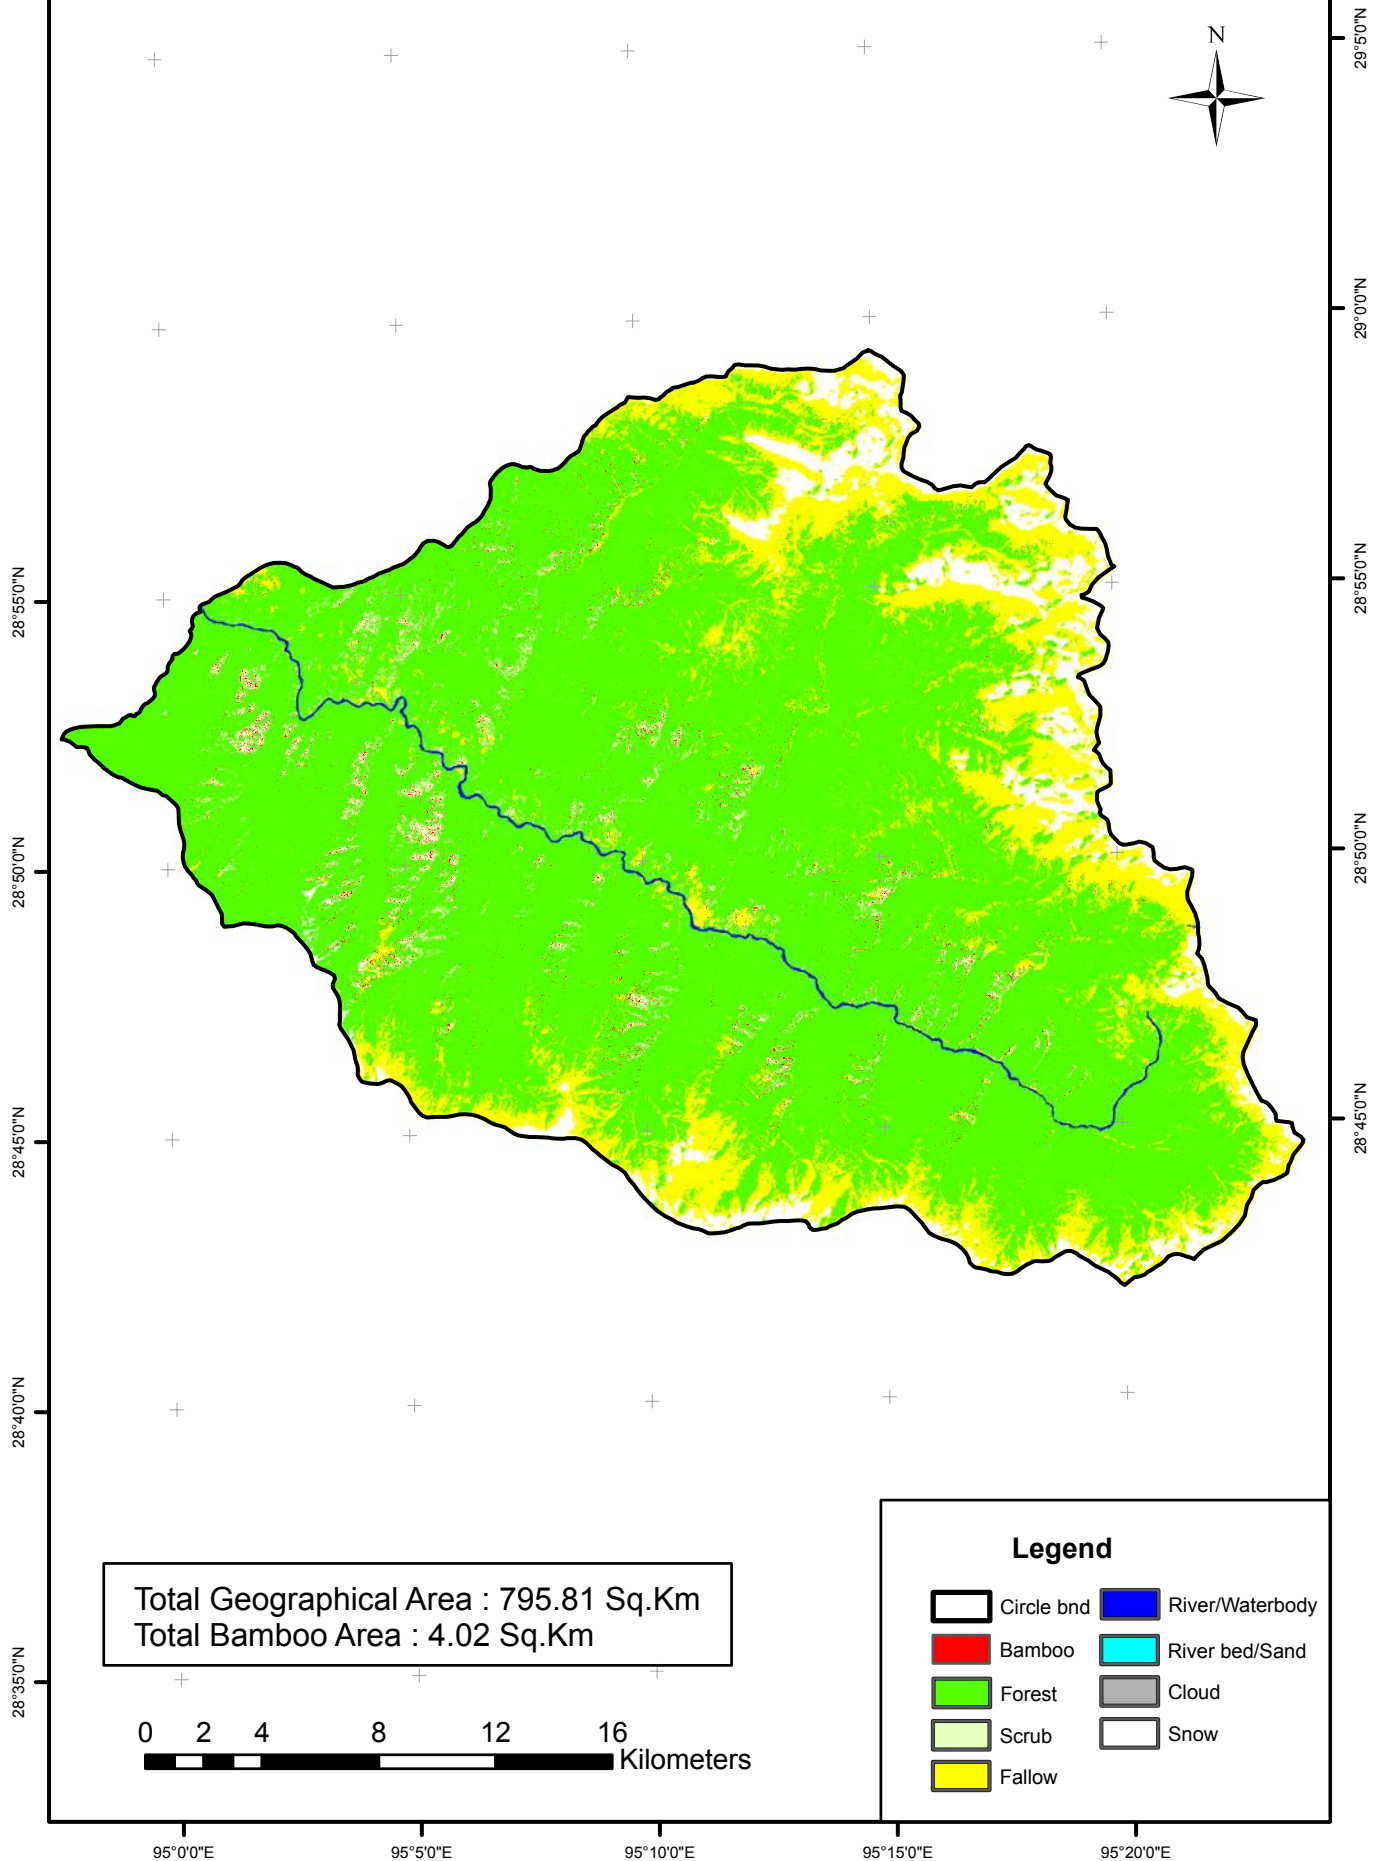 N
29°5'0"N
29°0'0"N
28°55'0"N
28°55'0"N
28°50'0"N
28°50'0"N
28°45'0"N
28°45'0"N
28°40'0"N
28°35'0"N
Total Geographical Area : 795.81 Sq.Km
Total Bamboo Area : 4.02 Sq.Km
0 2 4 8 12 16
Kilometers
Legend
Circle bnd
Bamboo
Forest
Scrub
Fallow
River/Waterbody
River bed/Sand
Cloud
Snow
95°0'0"E 95°5'0"E 95°10'0"E 95°15'0"E 95°20'0"E